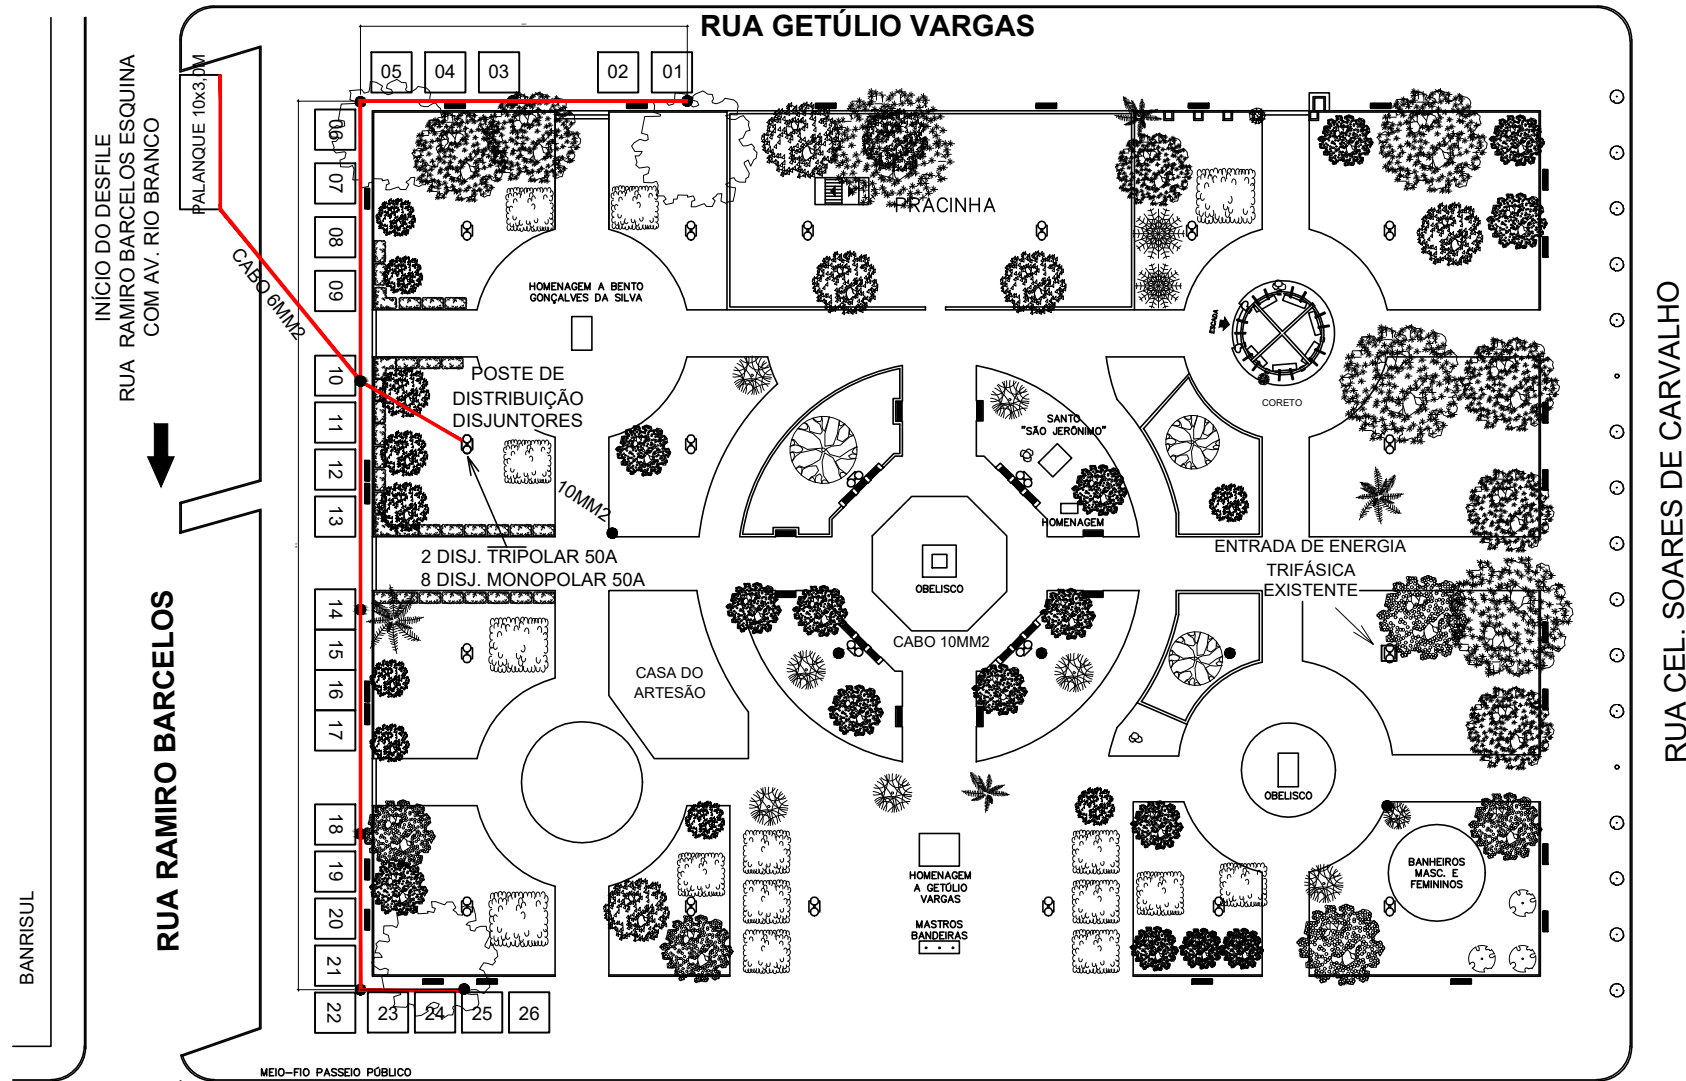 RUA GETÚLIO VARGAS
INÍCIO DO DESFILE
RUA RAMIRO BARCELOS ESQUINA
COM AV. RIO BRANCO
PALANQUE 10x3,0M
05
04
03
02
01
06
07
08
09
PRACINHA
CABO 6MM2
HOMENAGEM A BENTO
GONÇALVES DA SILVA
ESCADA
CORETO
RUA CEL. SOARES DE CARVALHO
10
11
12
13
POSTE DE
DISTRIBUIÇÃO
DISJUNTORES
SANTO
"SÃO JERÔNIMO"
10MM2
HOMENAGEM
2 DISJ. TRIPOLAR 50A
8 DISJ. MONOPOLAR 50A
OBELISCO
ENTRADA DE ENERGIA
TRIFÁSICA
EXISTENTE
14
15
16
17
CABO 10MM2
CASA DO
ARTESÃO
RUA RAMIRO BARCELOS
OBELISCO
18
19
20
21
22
BANRISUL
HOMENAGEM
A GETÚLIO
VARGAS
MASTROS
BANDEIRAS
BANHEIROS
MASC. E
FEMININOS
23
24
25
26
MEIO-FIO PASSEIO PÚBLICO